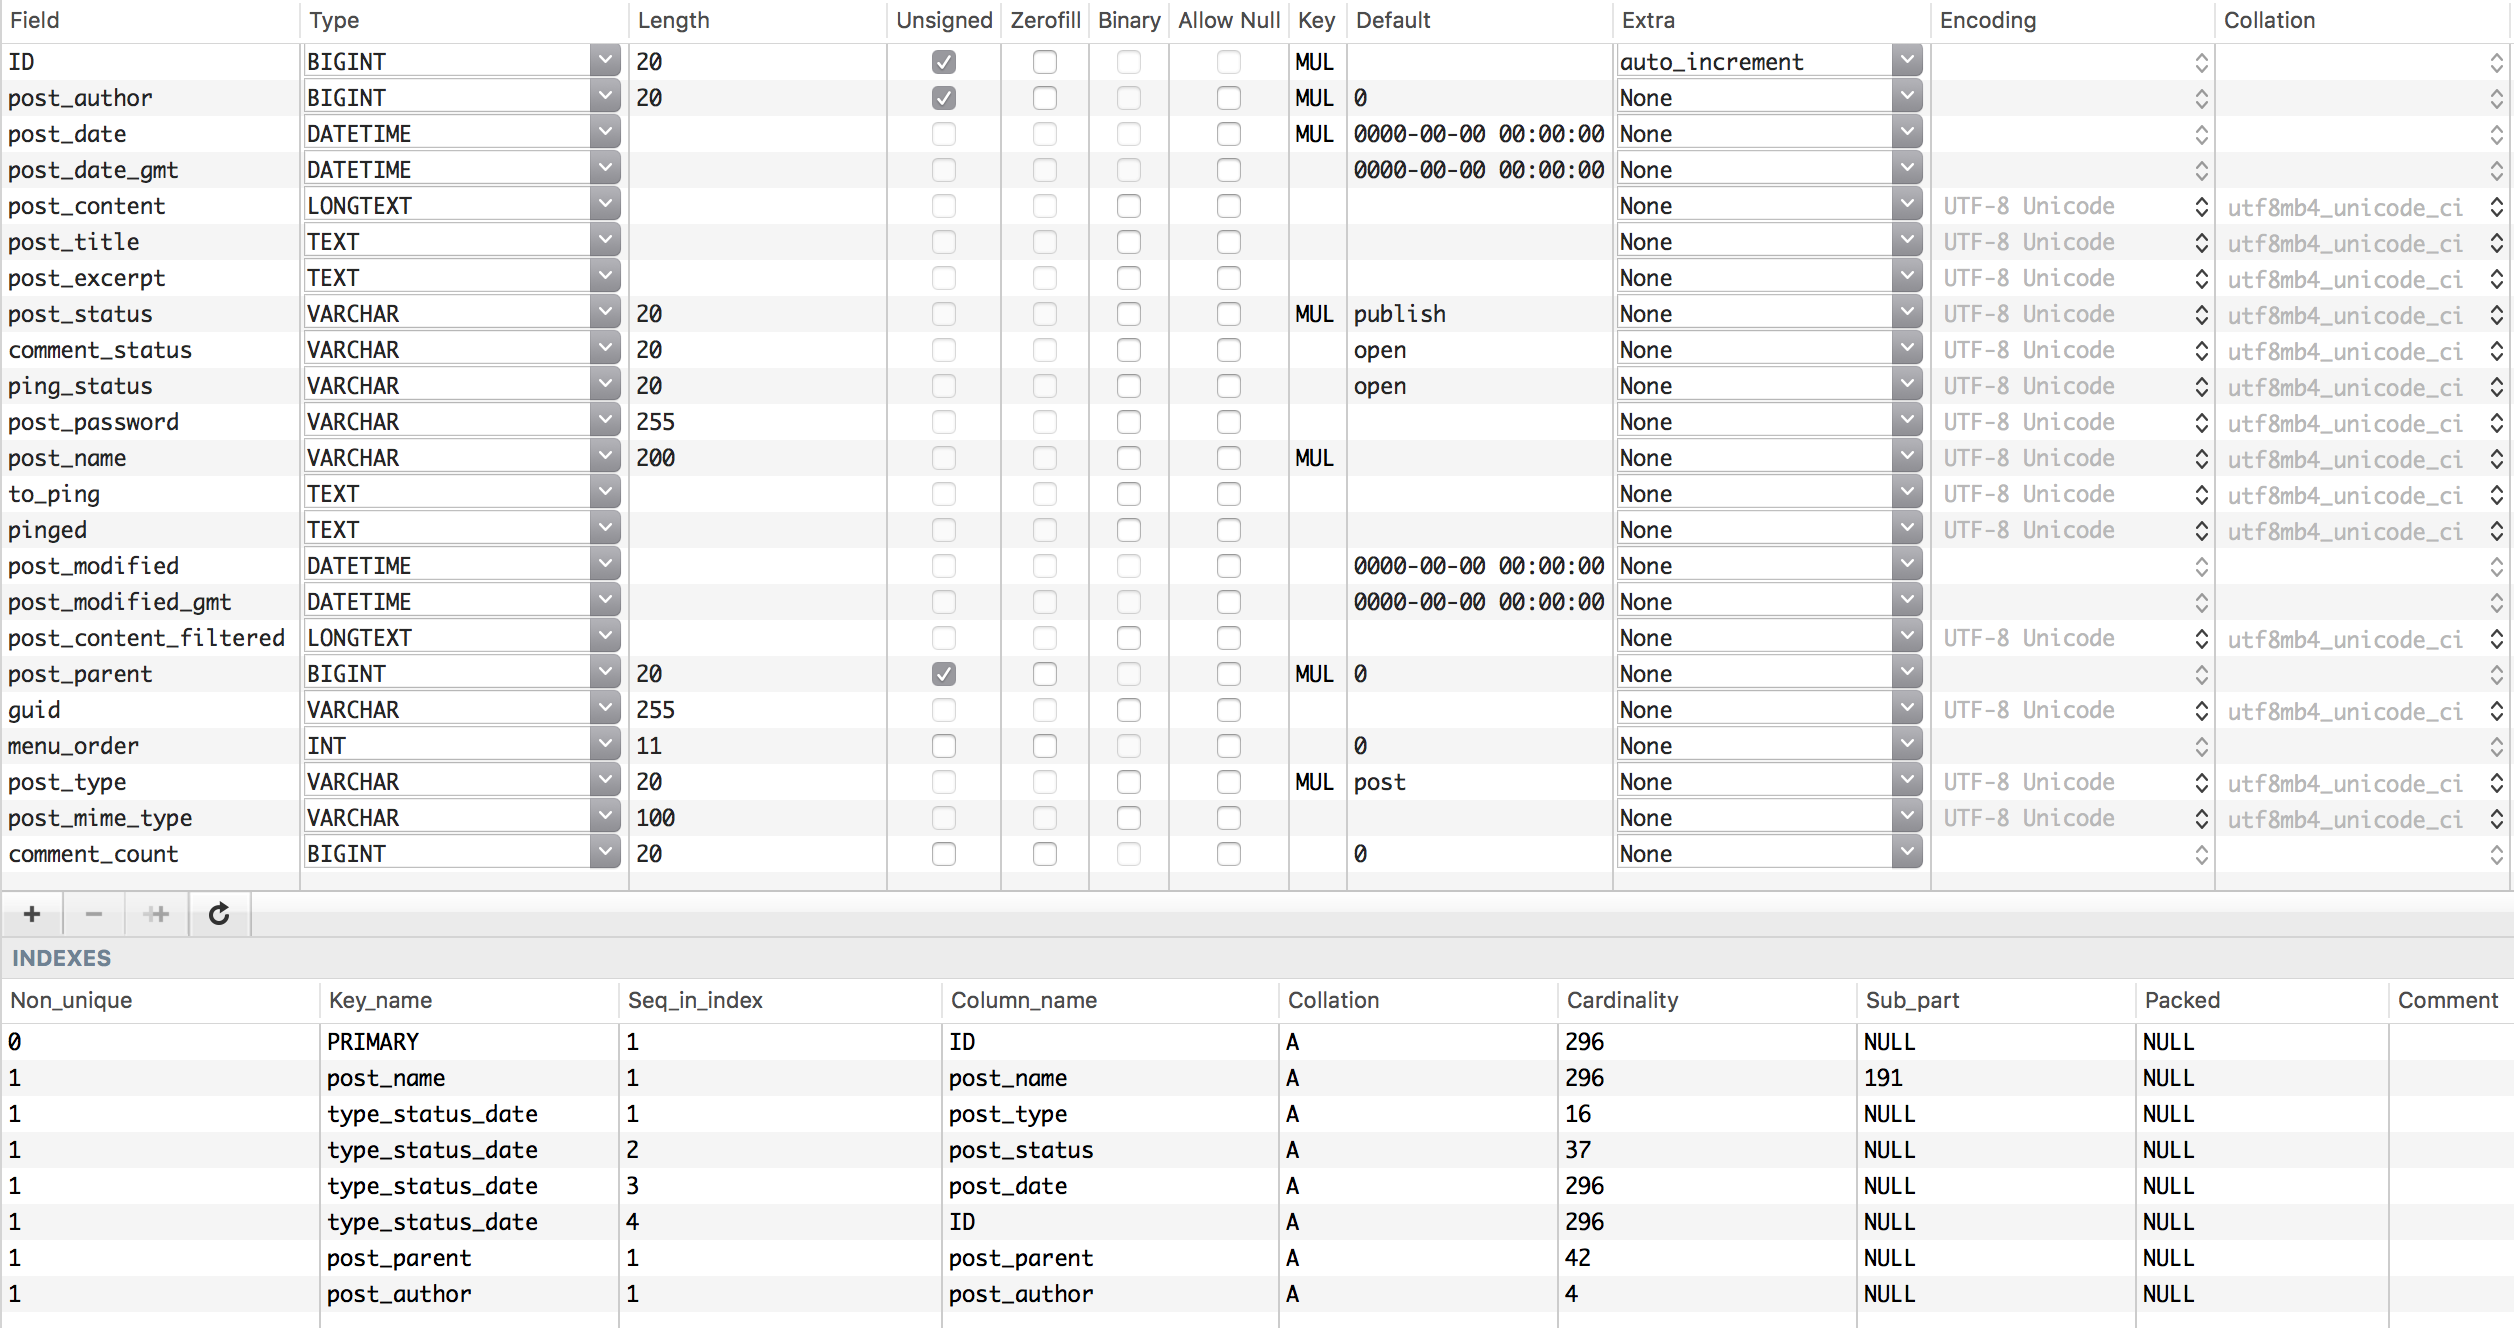 Field Type Length Unsigned Zerofill Binary Allow Null Key Default Extra Encoding Collation
ID BIGINT 20 MUL auto_increment
post_author BIGINT 20 MUL 0 None
post_date DATETIME MUL 0000-00-00 00:00:00 None
post_date_gmt DATETIME 0000-00-00 00:00:00 None
post_content LONGTEXT None UTF-8 Unicode utf8mb4_unicode_ci
post_title TEXT None UTF-8 Unicode utf8mb4_unicode_ci
post_excerpt TEXT None UTF-8 Unicode utf8mb4_unicode_ci
post_status VARCHAR 20 MUL publish None UTF-8 Unicode utf8mb4_unicode_ci
comment_status VARCHAR 20 open None UTF-8 Unicode utf8mb4_unicode_ci
ping_status VARCHAR 20 open None UTF-8 Unicode utf8mb4_unicode_ci
post_password VARCHAR 255 None UTF-8 Unicode utf8mb4_unicode_ci
post_name VARCHAR 200 MUL None UTF-8 Unicode utf8mb4_unicode_ci
to_ping TEXT None UTF-8 Unicode utf8mb4_unicode_ci
pinged TEXT None UTF-8 Unicode utf8mb4_unicode_ci
post_modified DATETIME 0000-00-00 00:00:00 None
post_modified_gmt DATETIME 0000-00-00 00:00:00 None
post_content_filtered LONGTEXT None UTF-8 Unicode utf8mb4_unicode_ci
post_parent BIGINT 20 MUL 0 None
guid VARCHAR 255 None UTF-8 Unicode utf8mb4_unicode_ci
menu_order INT 11 0 None
post_type VARCHAR 20 MUL post None UTF-8 Unicode utf8mb4_unicode_ci
post_mime_type VARCHAR 100 None UTF-8 Unicode utf8mb4_unicode_ci
comment_count BIGINT 20 0 None
INDEXES
Non_unique Key_name Seq_in_index Column_name Collation Cardinality Sub_part Packed Comment
0 PRIMARY 1 ID A 296 NULL NULL
1 post_name 1 post_name A 296 191 NULL
1 type_status_date 1 post_type A 16 NULL NULL
1 type_status_date 2 post_status A 37 NULL NULL
1 type_status_date 3 post_date A 296 NULL NULL
1 type_status_date 4 ID A 296 NULL NULL
1 post_parent 1 post_parent A 42 NULL NULL
1 post_author 1 post_author A 4 NULL NULL